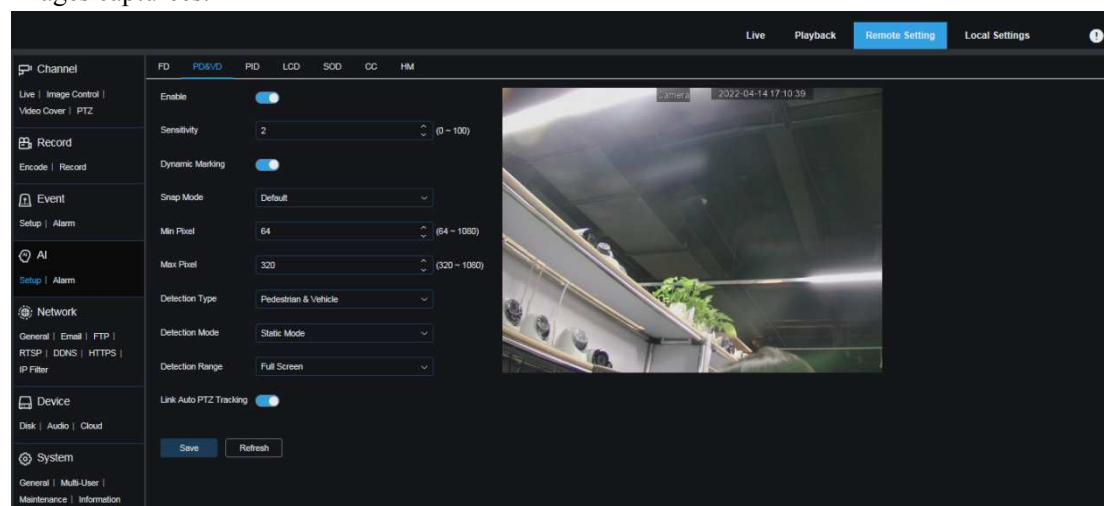 Live Playback Remote Setting Local Settings
Channel
Live | Image Control |
Video Cover | PTZ
Record
Encode | Record
Event
Setup | Alarm
AI
Setup | Alarm
Network
General | Email | FTP |
RTSP | DDNS | HTTPS |
IP Filter
Device
Disk | Audio | Cloud
System
General | Multi-User |
Maintenance | Information
FD PD&VD PID LCD SOD CC HM
Enable
Sensitivity 2 (0 ~ 100)
Dynamic Marking
Snap Mode Default
Min Pixel 64 (64 ~ 1080)
Max Pixel 320 (320 ~ 1080)
Detection Type Pedestrian & Vehicle
Detection Mode Static Mode
Detection Range Full Screen
Link Auto PTZ Tracking
Save Refresh
Camera 2022-04-14 17:10:39